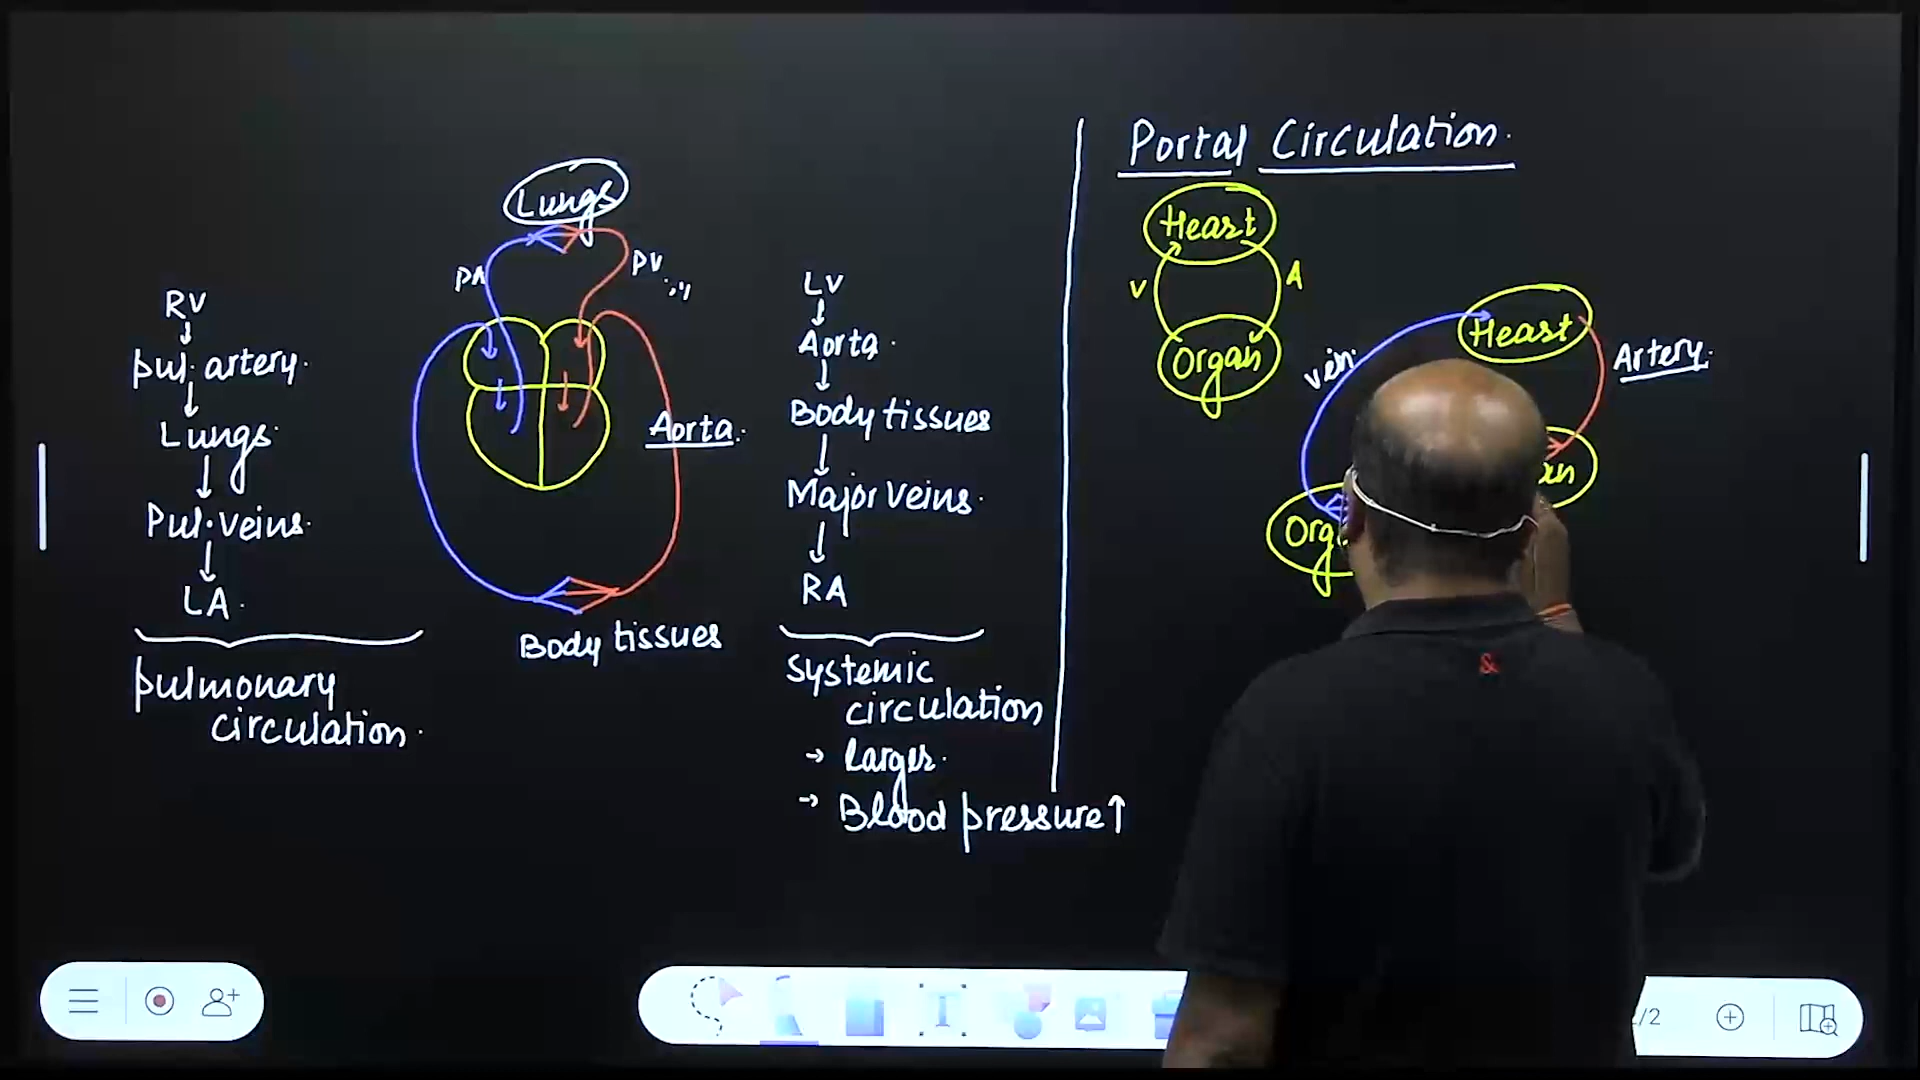 Lungs
PA
PV
RV
pul. artery.
Lungs.
Pul. veins.
LA.
pulmonary
circulation.
Aorta.
Body tissues
LV
Aorta.
Body tissues
Major veins.
RA
systemic
circulation
→ larger.
→ Blood pressure↑
Portal Circulation.
Heart
V
A
Organ
Heart
Artery.
vein.
&